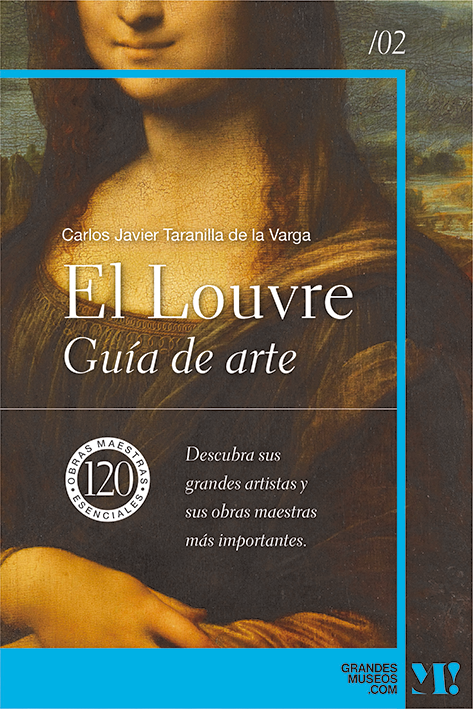 /02
Carlos Javier Taranilla de la Varga
El Louvre
Guía de arte
• OBRAS MAESTRAS •
120
ESENCIALES
Descubra sus
grandes artistas y
sus obras maestras
más importantes.
GRANDES
MUSEOS
.COM
M!